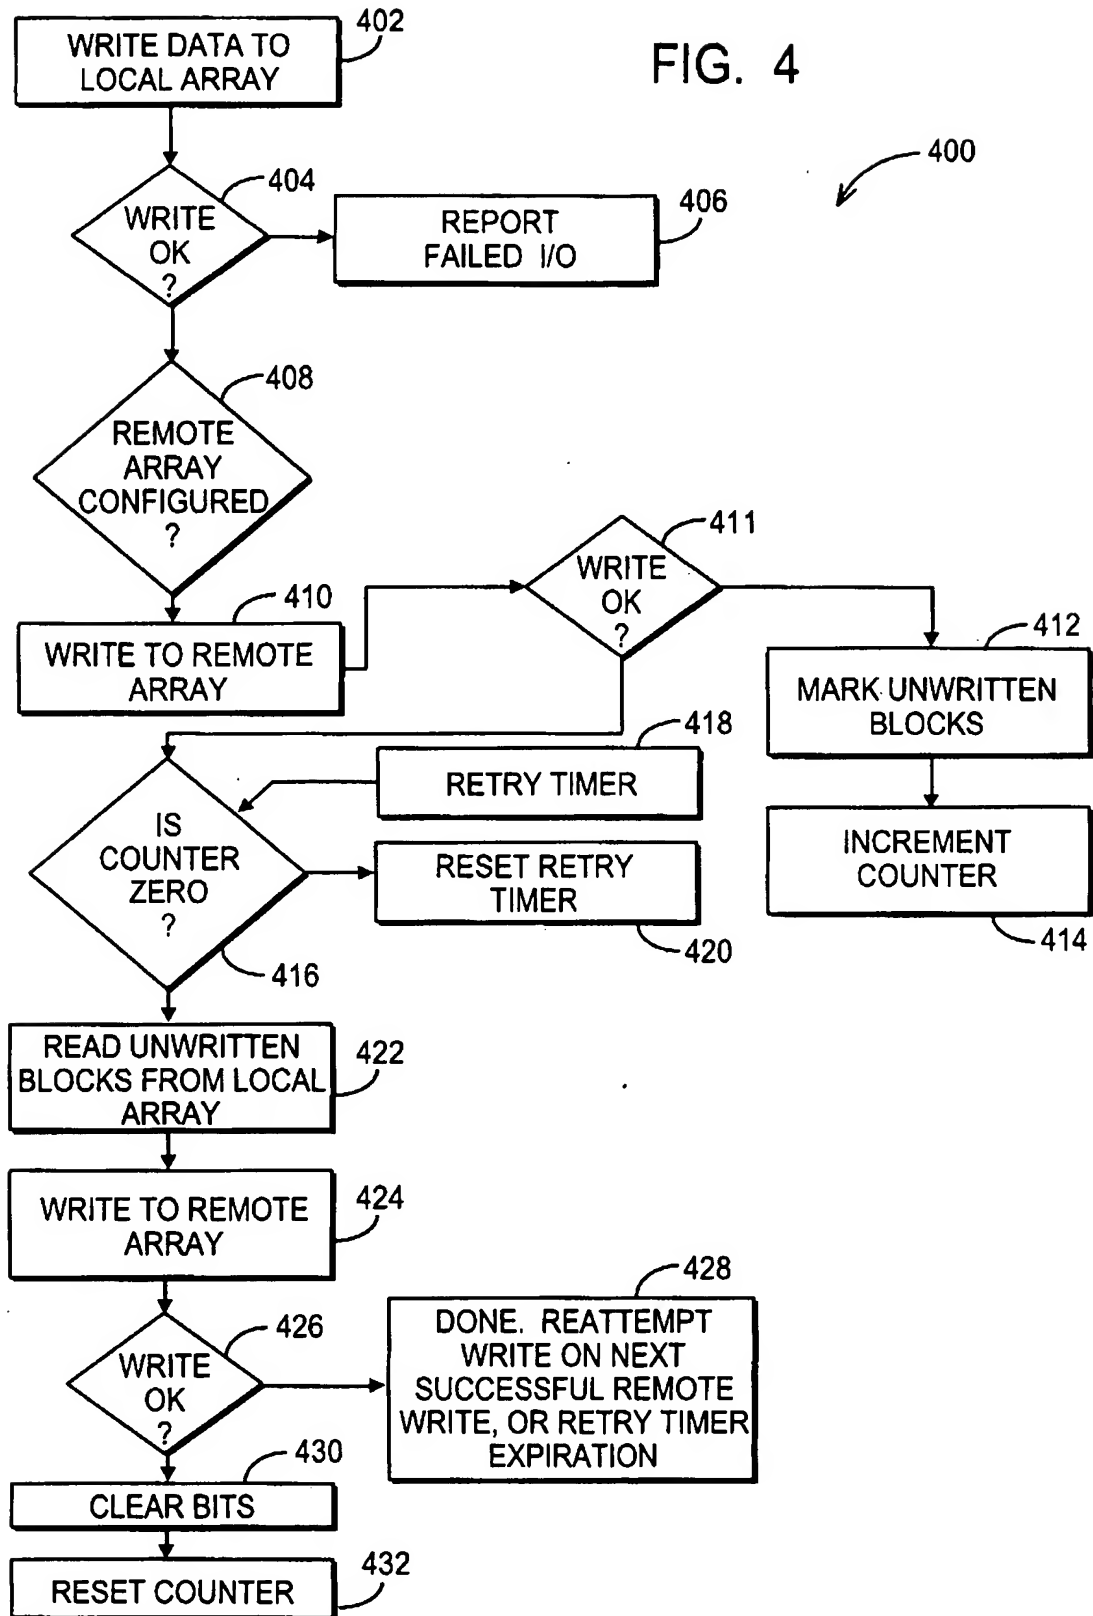 402
WRITE DATA TO
LOCAL ARRAY
FIG. 4
400
404
WRITE
OK
?
REPORT
FAILED I/O
406
408
REMOTE
ARRAY
CONFIGURED
?
410
WRITE TO REMOTE
ARRAY
411
WRITE
OK
?
412
MARK UNWRITTEN
BLOCKS
418
RETRY TIMER
IS
COUNTER
ZERO
?
416
RESET RETRY
TIMER
420
INCREMENT
COUNTER
414
READ UNWRITTEN
BLOCKS FROM LOCAL
ARRAY
422
WRITE TO REMOTE
ARRAY
424
426
WRITE
OK
?
428
DONE. REATTEMPT
WRITE ON NEXT
SUCCESSFUL REMOTE
WRITE, OR RETRY TIMER
EXPIRATION
430
CLEAR BITS
RESET COUNTER
432